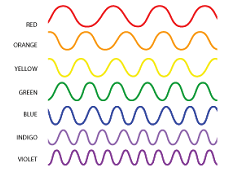 RED
ORANGE
YELLOW
GREEN
BLUE
INDIGO
VIOLET